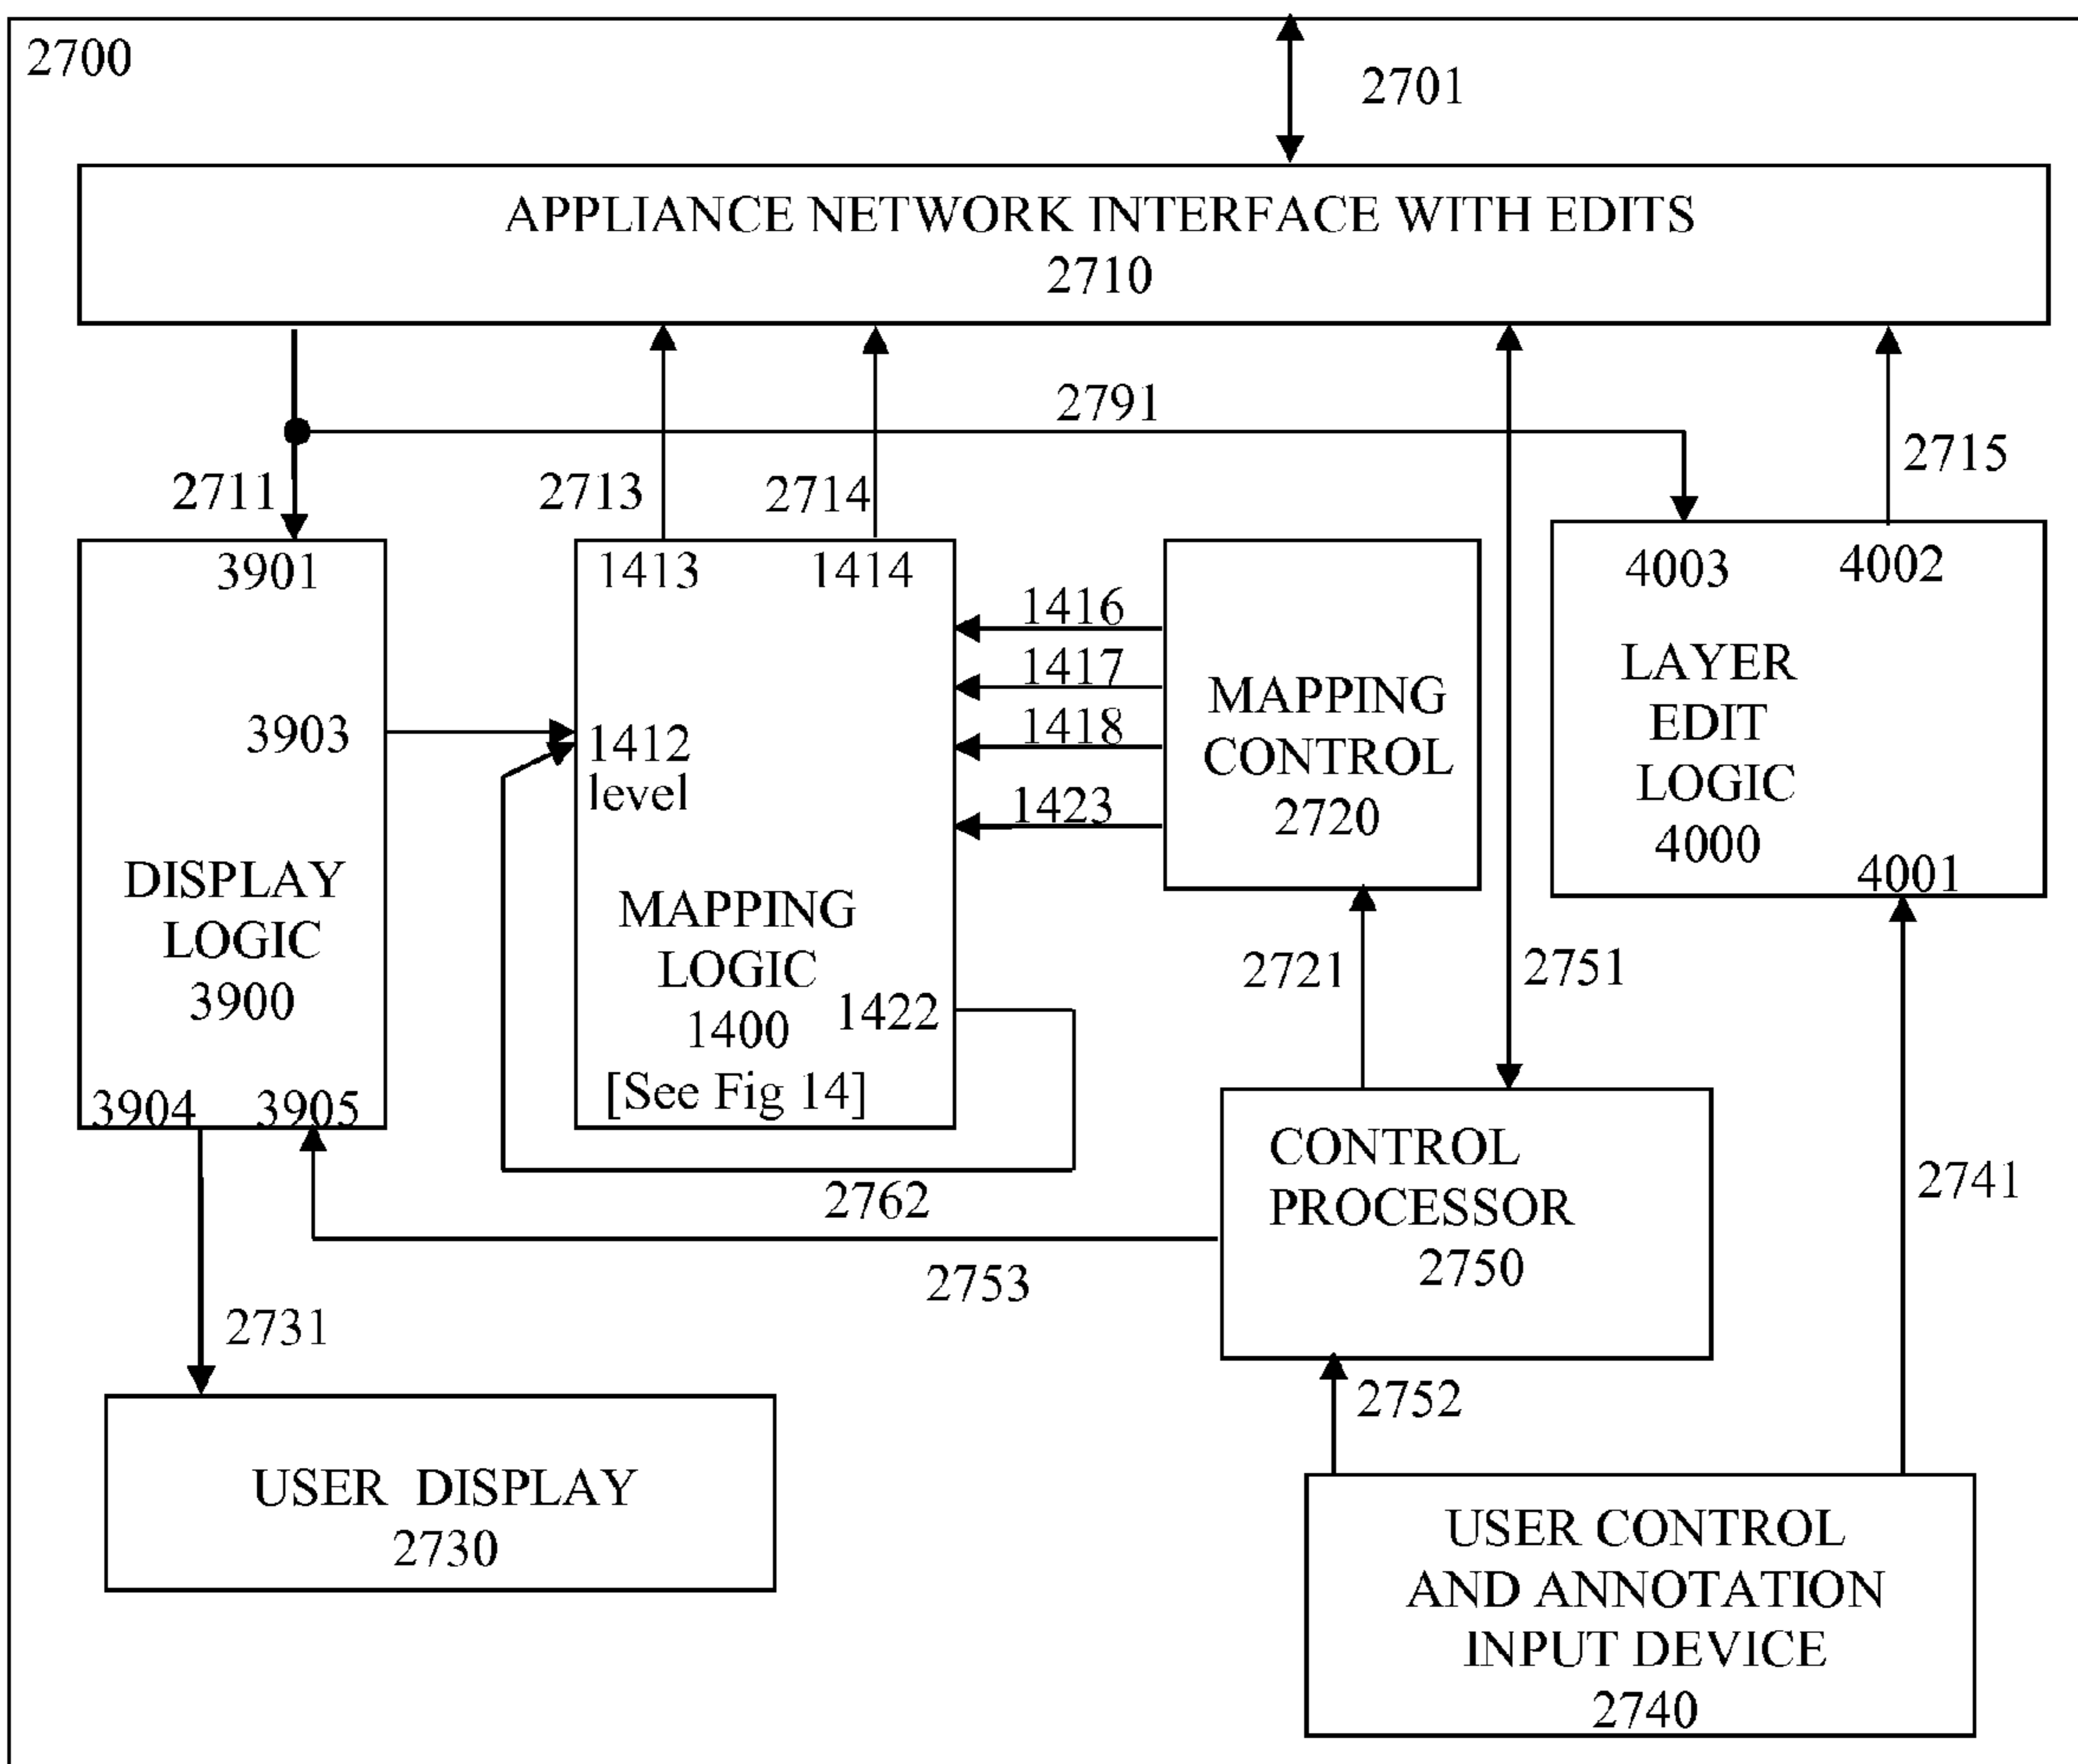 2700
2701
APPLIANCE NETWORK INTERFACE WITH EDITS
2710
2791
2711
2713
2714
2715
3901
3903
DISPLAY
LOGIC
3900
3904
3905
1413
1414
1412
level
MAPPING
LOGIC
1400
[See Fig 14]
1422
1416
1417
1418
1423
MAPPING
CONTROL
2720
4003
4002
LAYER
EDIT
LOGIC
4000
4001
2721
2751
2741
2762
2753
CONTROL
PROCESSOR
2750
2731
2752
USER DISPLAY
2730
USER CONTROL
AND ANNOTATION
INPUT DEVICE
2740